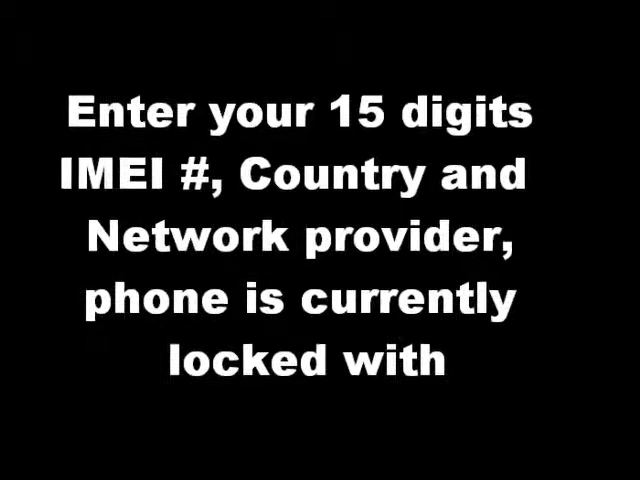 Enter your 15 digits
IMEI #, Country and
Network provider,
phone is currently
locked with